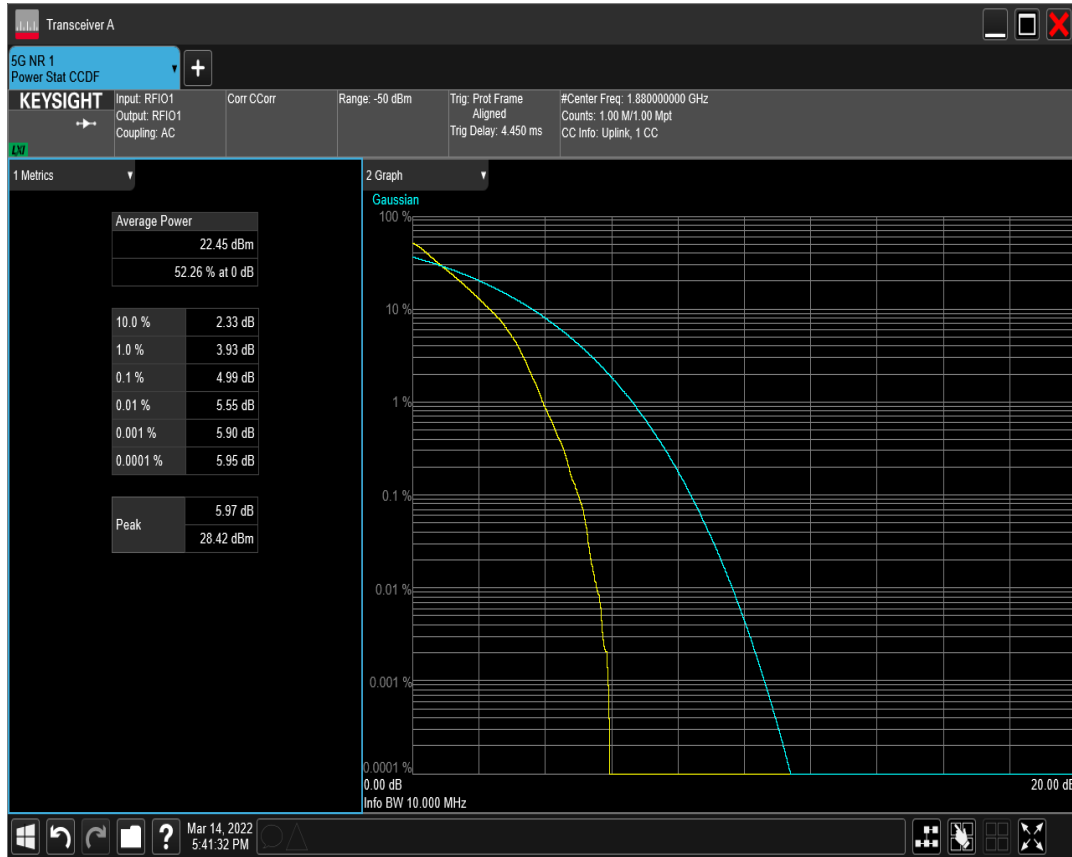 Transceiver A
5G NR 1
Power Stat CCDF
+
KEYSIGHT
LXI
Input: RFIO1
Output: RFIO1
Coupling: AC
Corr CCorr
Range: -50 dBm
Trig: Prot Frame
Aligned
Trig Delay: 4.450 ms
#Center Freq: 1.880000000 GHz
Counts: 1.00 M/1.00 Mpt
CC Info: Uplink, 1 CC
1 Metrics
Average Power
22.45 dBm
52.26 % at 0 dB
10.0 % 2.33 dB
1.0 % 3.93 dB
0.1 % 4.99 dB
0.01 % 5.55 dB
0.001 % 5.90 dB
0.0001 % 5.95 dB
Peak 5.97 dB
28.42 dBm
2 Graph
Gaussian
100 %
10 %
1 %
0.1 %
0.01 %
0.001 %
0.0001 %
0.00 dB 20.00 dB
Info BW 10.000 MHz
?
Mar 14, 2022
5:41:32 PM